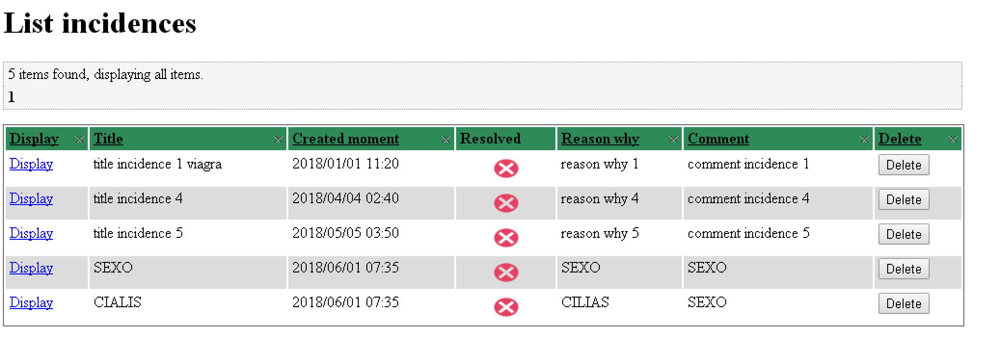 List incidences
5 items found, displaying all items.
1
Display Title Created moment Resolved Reason why Comment Delete
Display title incidence 1 viagra 2018/01/01 11:20 reason why 1 comment incidence 1 Delete
Display title incidence 4 2018/04/04 02:40 reason why 4 comment incidence 4 Delete
Display title incidence 5 2018/05/05 03:50 reason why 5 comment incidence 5 Delete
Display SEXO 2018/06/01 07:35 SEXO SEXO Delete
Display CIALIS 2018/06/01 07:35 CILIAS SEXO Delete